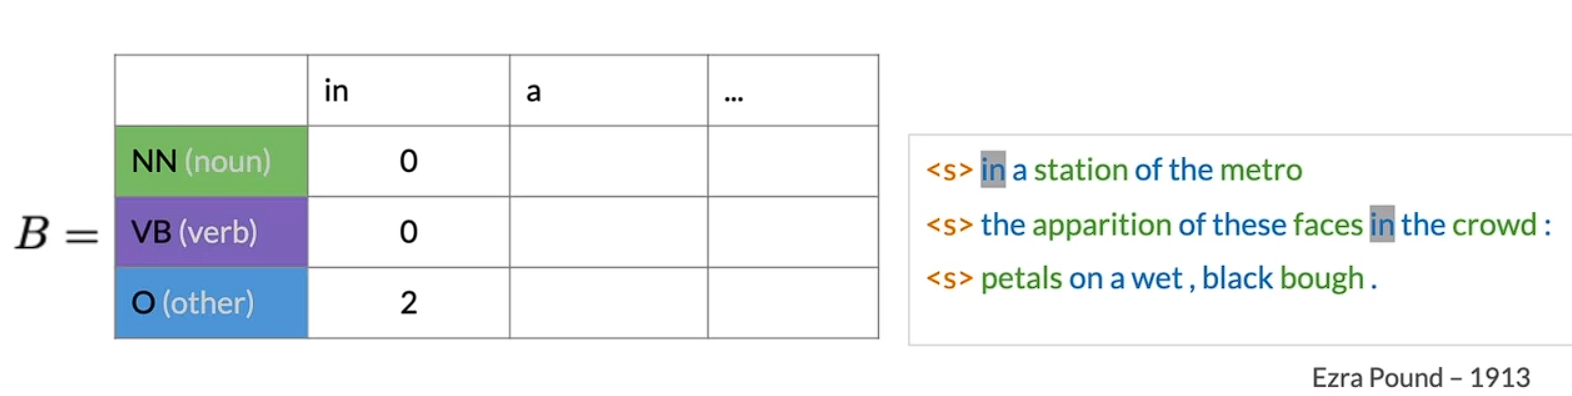 in a ...
NN (noun) 0
B = VB (verb) 0
O (other) 2
<s> in a station of the metro
<s> the apparition of these faces in the crowd :
<s> petals on a wet , black bough .
Ezra Pound – 1913